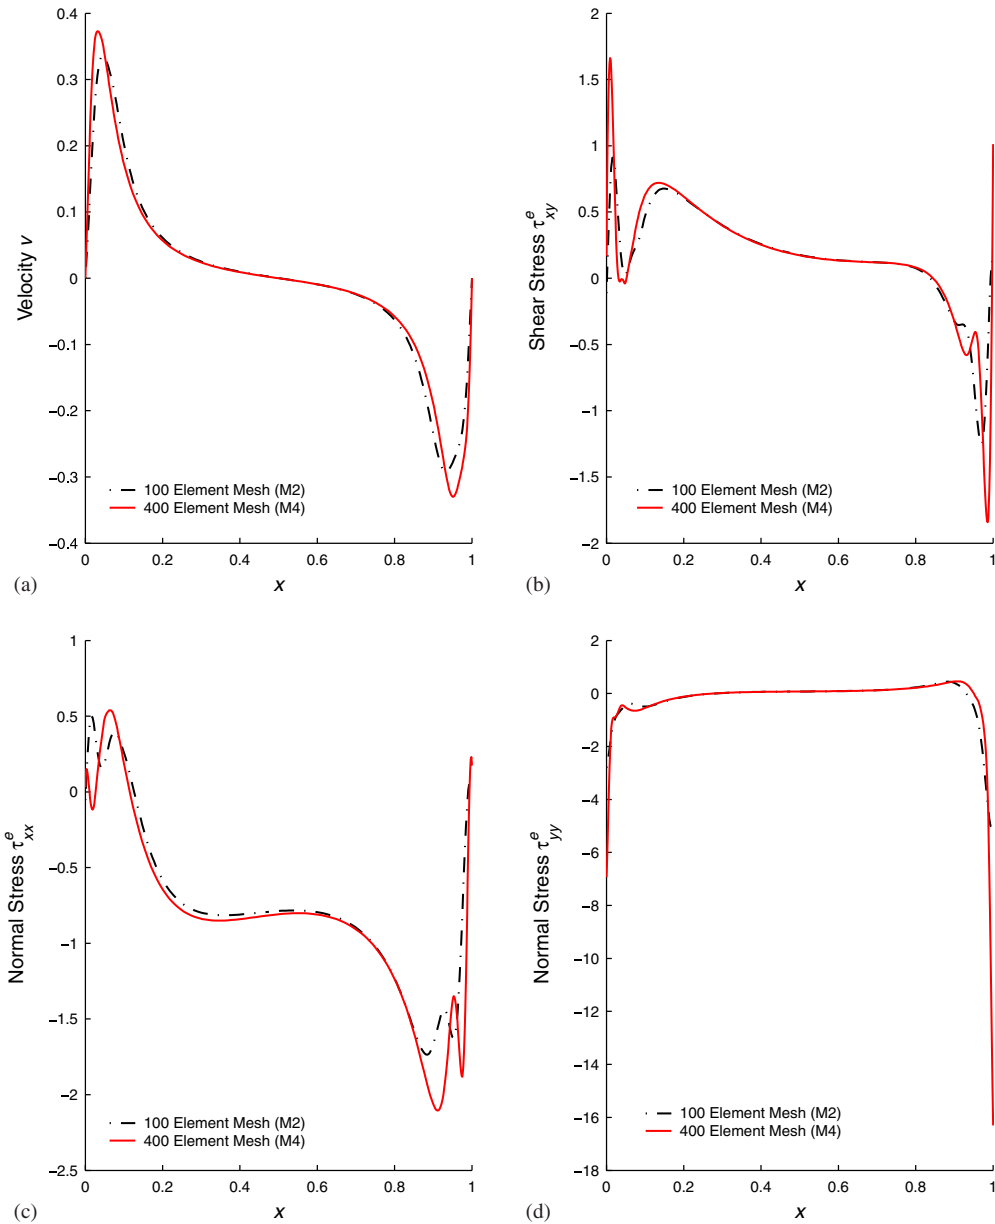 0.4
0.3
0.2
0.1
0
−0.1
−0.2
−0.3
−0.4
Velocity v
100 Element Mesh (M2)
400 Element Mesh (M4)
0 0.2 0.4 0.6 0.8 1
(a) x
2
1.5
1
0.5
0
−0.5
−1
−1.5
−2
Shear Stress τ^e_xy
100 Element Mesh (M2)
400 Element Mesh (M4)
0 0.2 0.4 0.6 0.8 1
(b) x
1
0.5
0
−0.5
−1
−1.5
−2
−2.5
Normal Stress τ^e_xx
100 Element Mesh (M2)
400 Element Mesh (M4)
0 0.2 0.4 0.6 0.8 1
(c) x
2
0
−2
−4
−6
−8
−10
−12
−14
−16
−18
Normal Stress τ^e_yy
100 Element Mesh (M2)
400 Element Mesh (M4)
0 0.2 0.4 0.6 0.8 1
(d) x